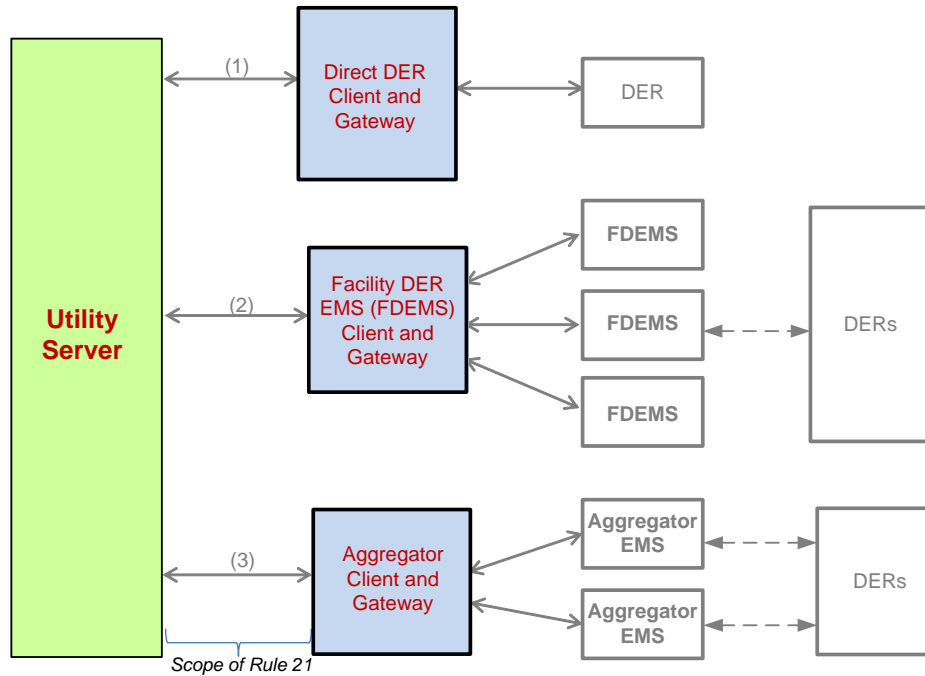 Utility
Server
(1)
Direct DER
Client and
Gateway
DER
(2)
Facility DER
EMS (FDEMS)
Client and
Gateway
FDEMS
FDEMS
FDEMS
DERs
(3)
Aggregator
Client and
Gateway
Aggregator
EMS
Aggregator
EMS
DERs
Scope of Rule 21